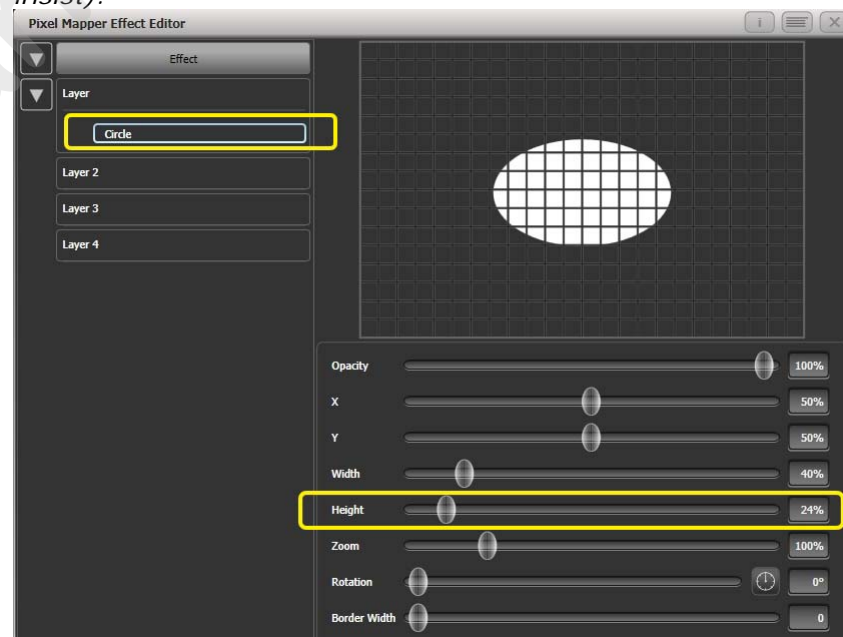 insist).
Pixel Mapper Effect Editor
Effect
Layer
Circle
Layer 2
Layer 3
Layer 4
Opacity 100%
X 50%
Y 50%
Width 40%
Height 24%
Zoom 100%
Rotation 0°
Border Width 0